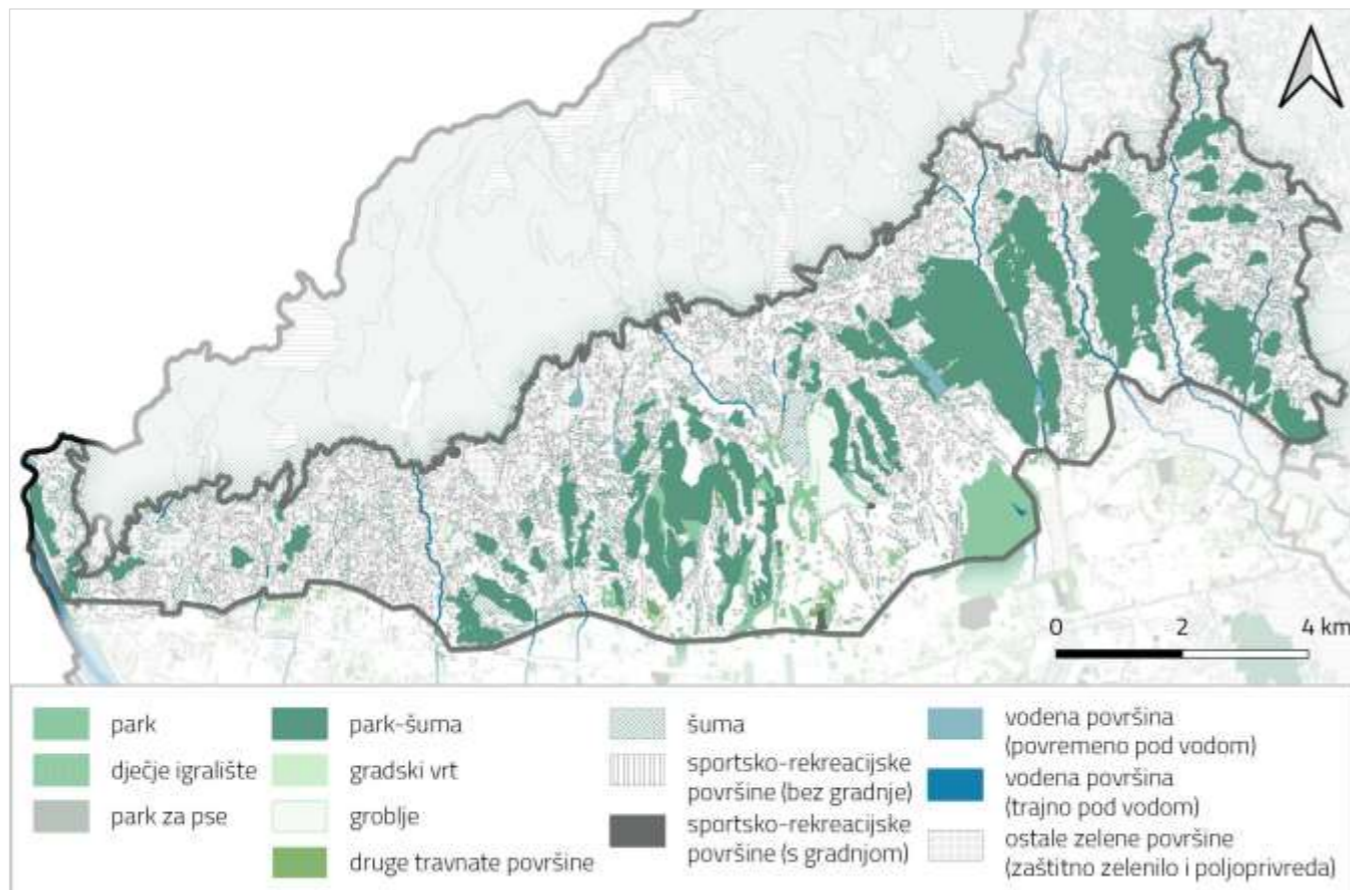 0 2 4 km
park
dječje igralište
park za pse
park-šuma
gradski vrt
groblje
druge travnate površine
šuma
sportsko-rekreacijske
površine (bez gradnje)
sportsko-rekreacijske
površine (s gradnjom)
vodena površina
(povremeno pod vodom)
vodena površina
(trajno pod vodom)
ostale zelene površine
(zaštitno zelenilo i poljoprivreda)